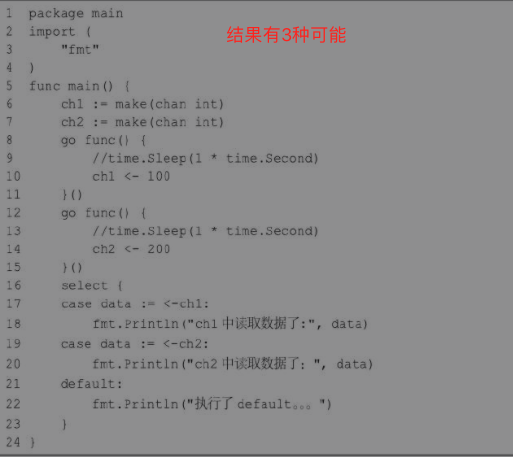 1 package main
结果有3种可能
2 import (
3 "fmt"
4 )
5 func main() {
6 ch1 := make(chan int)
7 ch2 := make(chan int)
8 go func() {
9 //time.Sleep(1 * time.Second)
10 ch1 <- 100
11 }()
12 go func() {
13 //time.Sleep(1 * time.Second)
14 ch2 <- 200
15 }()
16 select {
17 case data := <-ch1:
18 fmt.Println("ch1 中读取数据了:", data)
19 case data := <-ch2:
20 fmt.Println("ch2 中读取数据了: ", data)
21 default:
22 fmt.Println("执行了 default。。。")
23 }
24 }